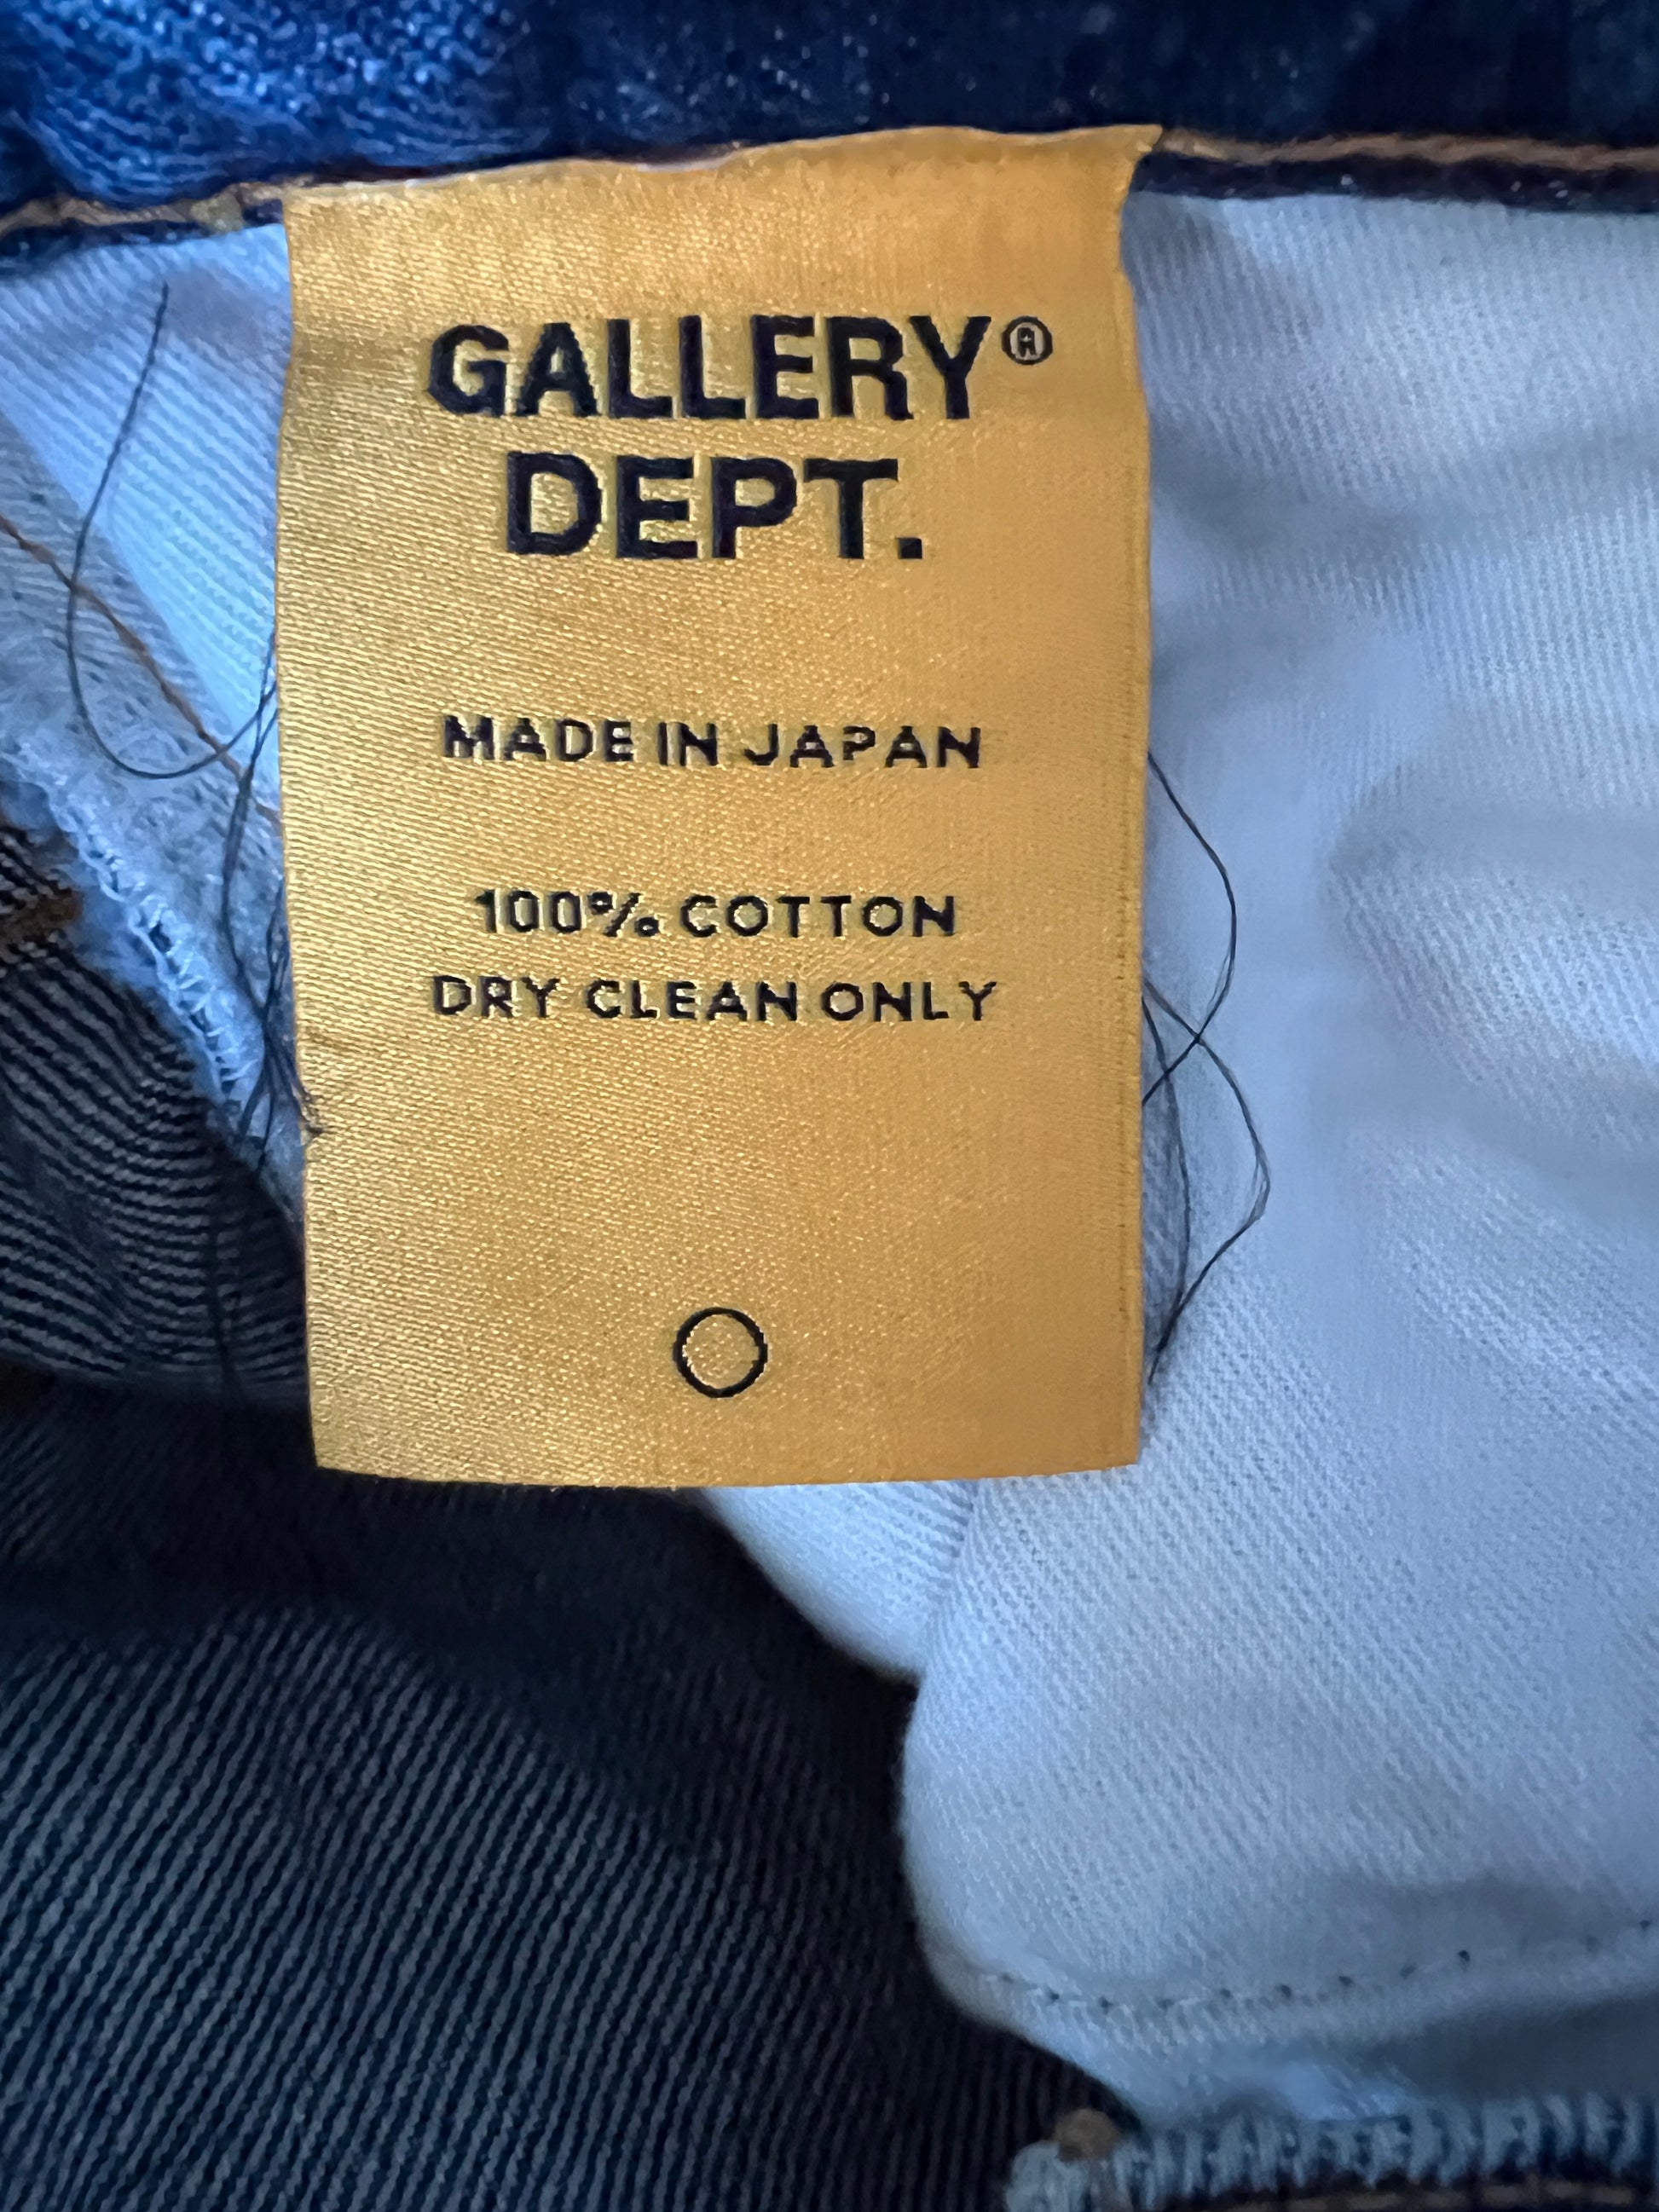 GALLERY®
DEPT.
MADE IN JAPAN
100% COTTON
DRY CLEAN ONLY